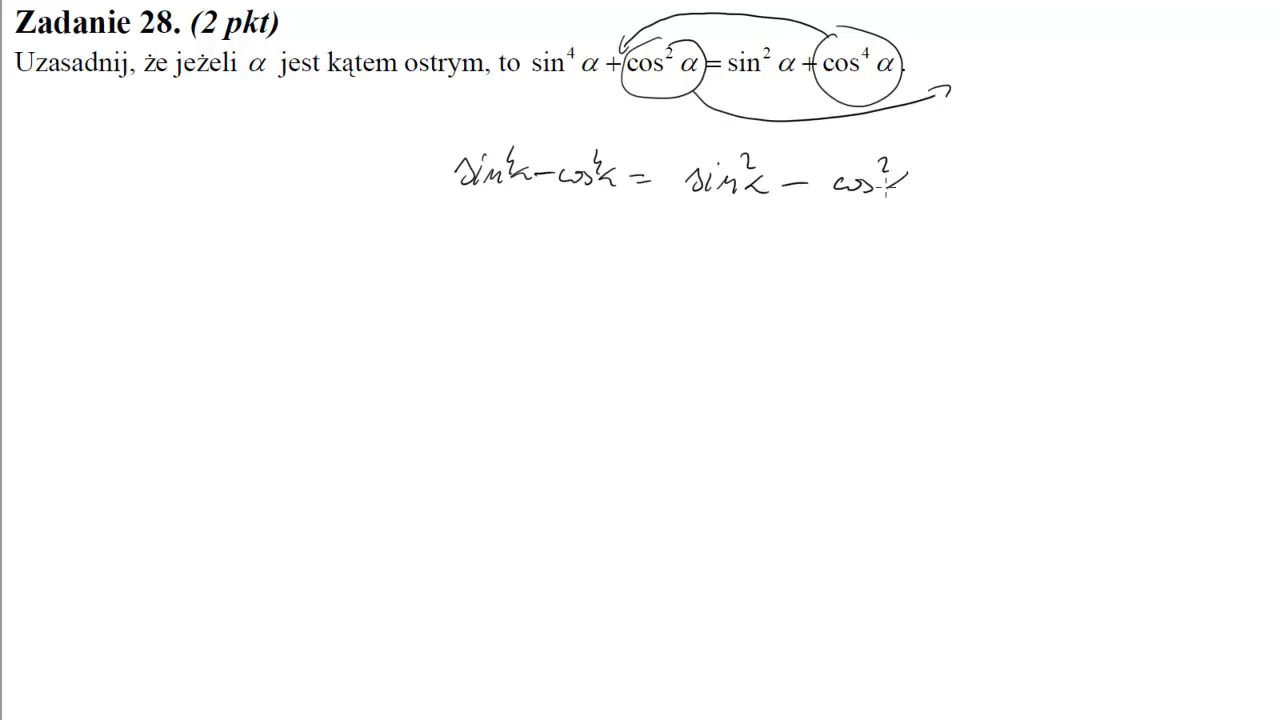 Zadanie 28. (2 pkt)
Uzasadnij, że jeżeli α jest kątem ostrym, to sin⁴ α + cos² α = sin² α + cos⁴ α.
sin⁴α − cos⁴α = sin²α − cos²α